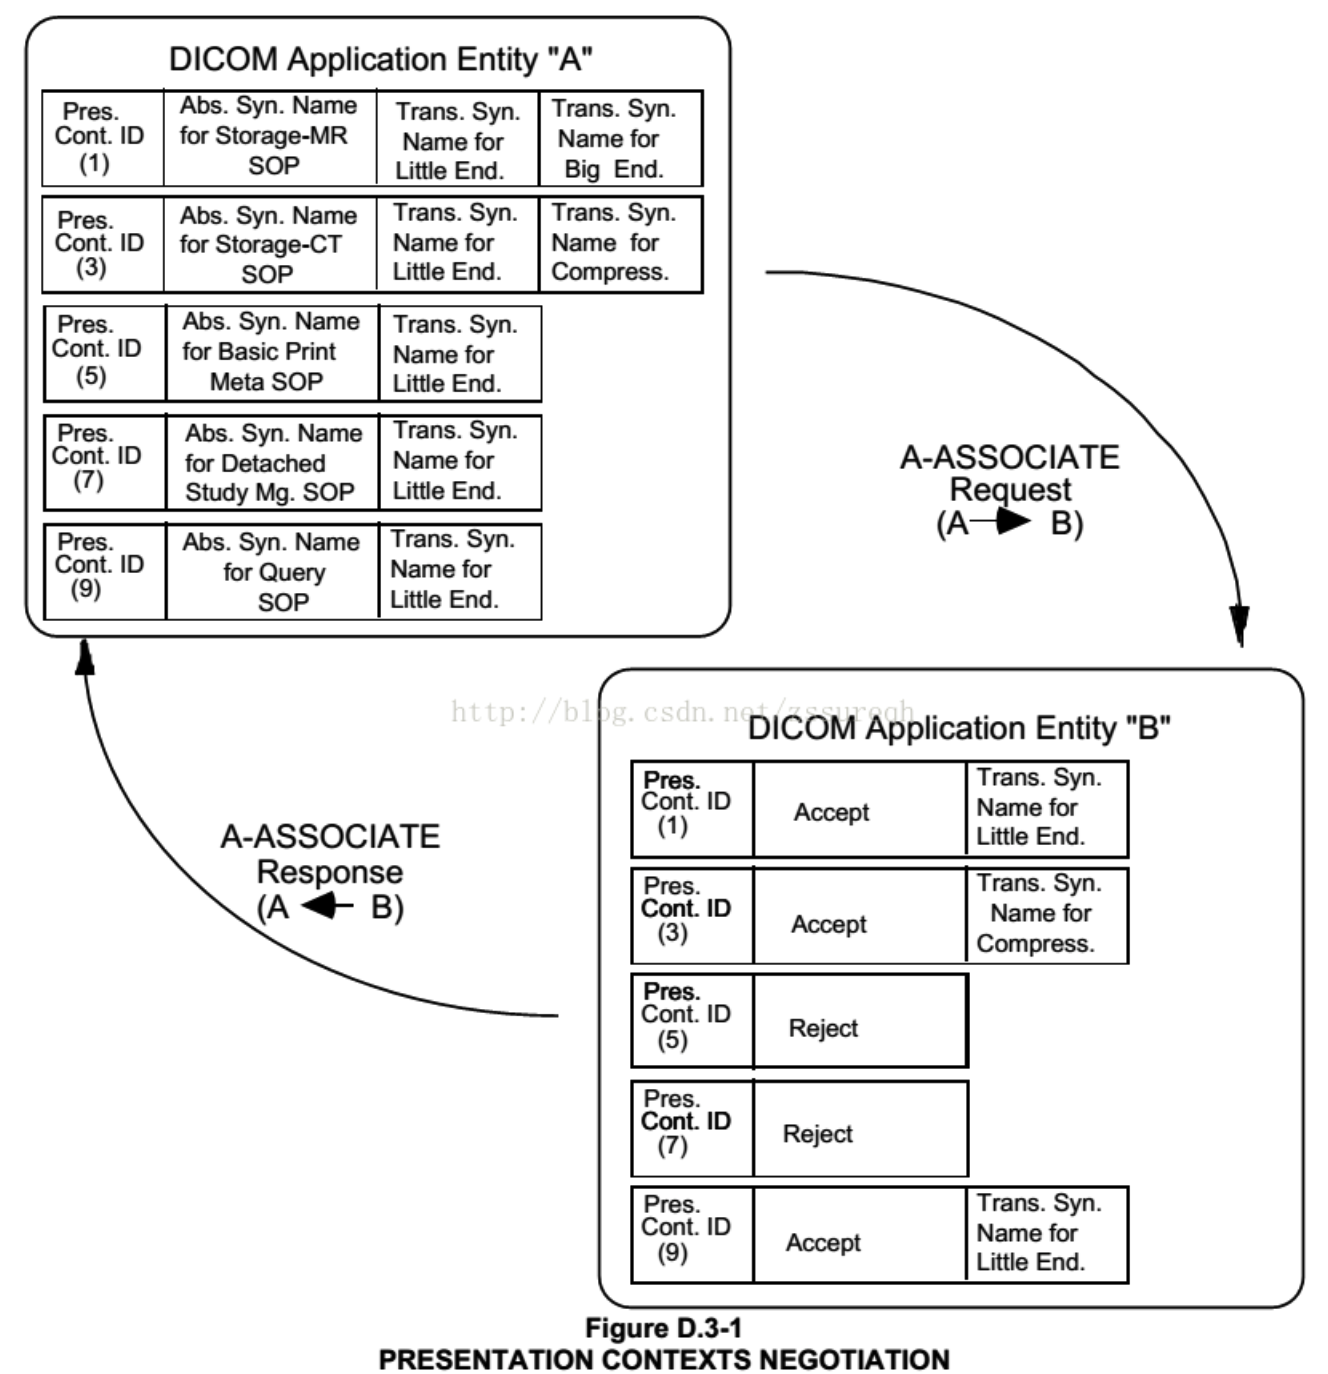 DICOM Application Entity "A"
Pres.
Cont. ID
(1)
Abs. Syn. Name
for Storage-MR
SOP
Trans. Syn.
Name for
Little End.
Trans. Syn.
Name for
Big End.
Pres.
Cont. ID
(3)
Abs. Syn. Name
for Storage-CT
SOP
Trans. Syn.
Name for
Little End.
Trans. Syn.
Name for
Compress.
Pres.
Cont. ID
(5)
Abs. Syn. Name
for Basic Print
Meta SOP
Trans. Syn.
Name for
Little End.
Pres.
Cont. ID
(7)
Abs. Syn. Name
for Detached
Study Mg. SOP
Trans. Syn.
Name for
Little End.
Pres.
Cont. ID
(9)
Abs. Syn. Name
for Query
SOP
Trans. Syn.
Name for
Little End.
A-ASSOCIATE
Request
(A B)
http://blog.csdn.net/zssureqh
DICOM Application Entity "B"
Pres.
Cont. ID
(1)
Accept
Trans. Syn.
Name for
Little End.
Pres.
Cont. ID
(3)
Accept
Trans. Syn.
Name for
Compress.
Pres.
Cont. ID
(5)
Reject
Pres.
Cont. ID
(7)
Reject
Pres.
Cont. ID
(9)
Accept
Trans. Syn.
Name for
Little End.
A-ASSOCIATE
Response
(A B)
Figure D.3-1
PRESENTATION CONTEXTS NEGOTIATION